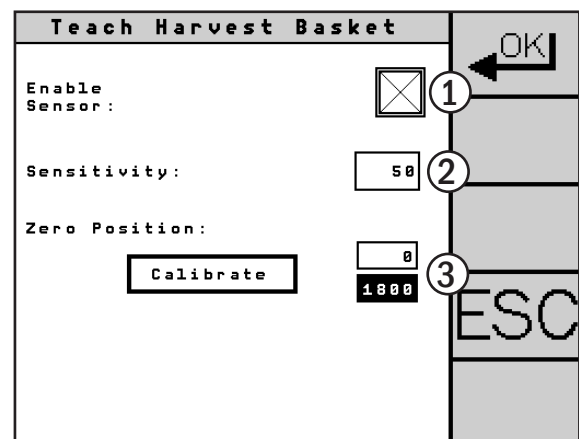 Teach Harvest Basket
OK
Enable
Sensor:
1
Sensitivity:
50
2
Zero Position:
0
Calibrate
1800
3
ESC